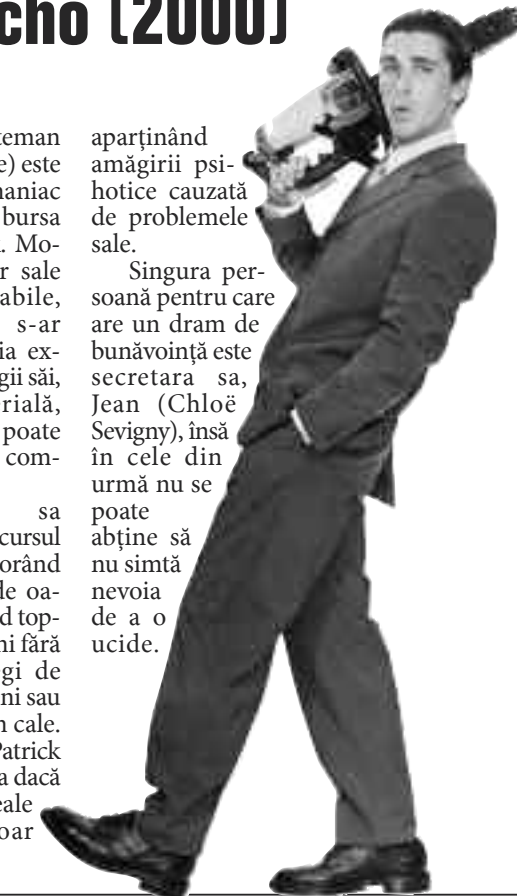 cho (2000)
teman
e) este
naniac
bursa
. Mo-
r sale
abile,
s-ar
ia ex-
gii săi,
rială,
poate
com-
sa
cursul
orând
de oa-
d top-
ni fără
gi de
ni sau
n cale.
Patrick
a dacă
eale
oar
aparținând
amăgirii psi-
hotice cauzată
de problemele
sale.
Singura per-
soană pentru care
are un dram de
bunăvoință este
secretara sa,
Jean (Chloë
Sevigny), însă
în cele din
urmă nu se
poate
abține să
nu simtă
nevoia
de a o
ucide.